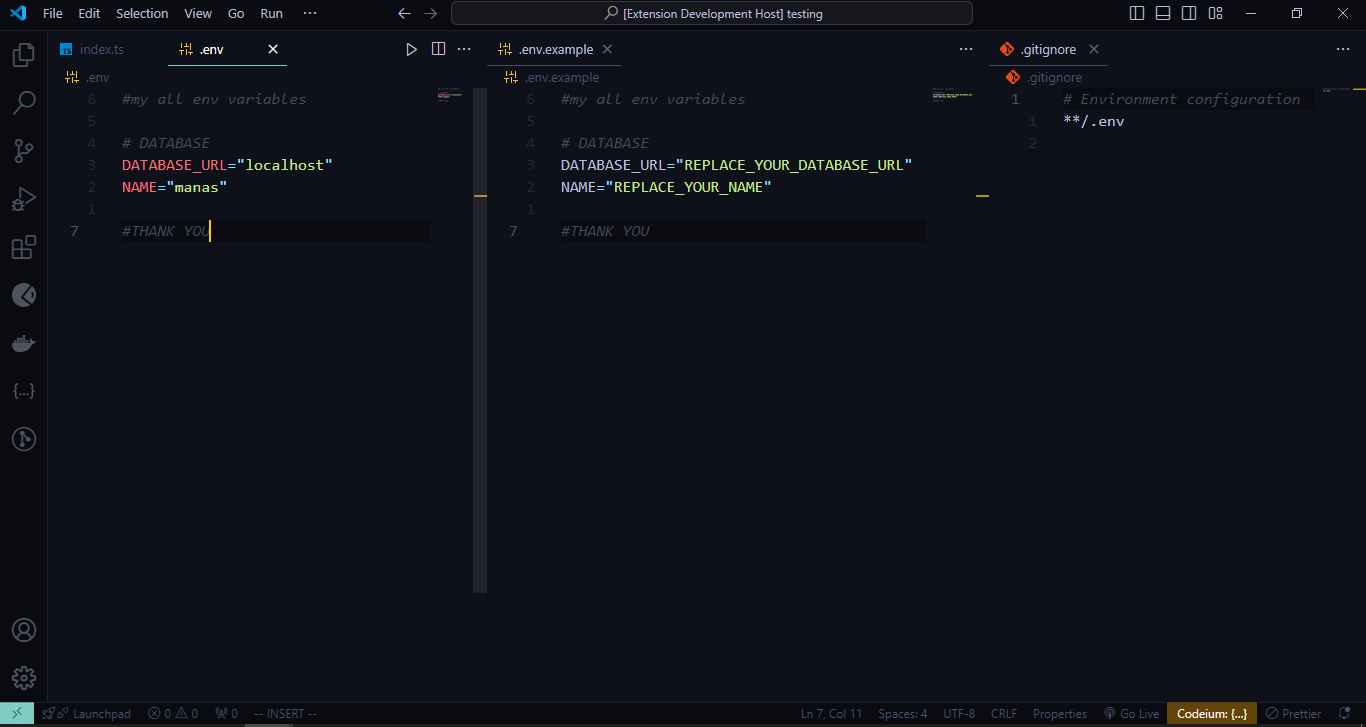 File Edit Selection View Go Run ···
[Extension Development Host] testing
TS index.ts
.env
.env
6 #my all env variables
5
4 # DATABASE
3 DATABASE_URL="localhost"
2 NAME="manas"
1
7 #THANK YOU
.env.example
.env.example
6 #my all env variables
5
4 # DATABASE
3 DATABASE_URL="REPLACE_YOUR_DATABASE_URL"
2 NAME="REPLACE_YOUR_NAME"
1
7 #THANK YOU
.gitignore
.gitignore
1 # Environment configuration
1 **/.env
2
Launchpad 0 0 0 -- INSERT -- Ln 7, Col 11 Spaces: 4 UTF-8 CRLF Properties Go Live Codeium: {...} Prettier